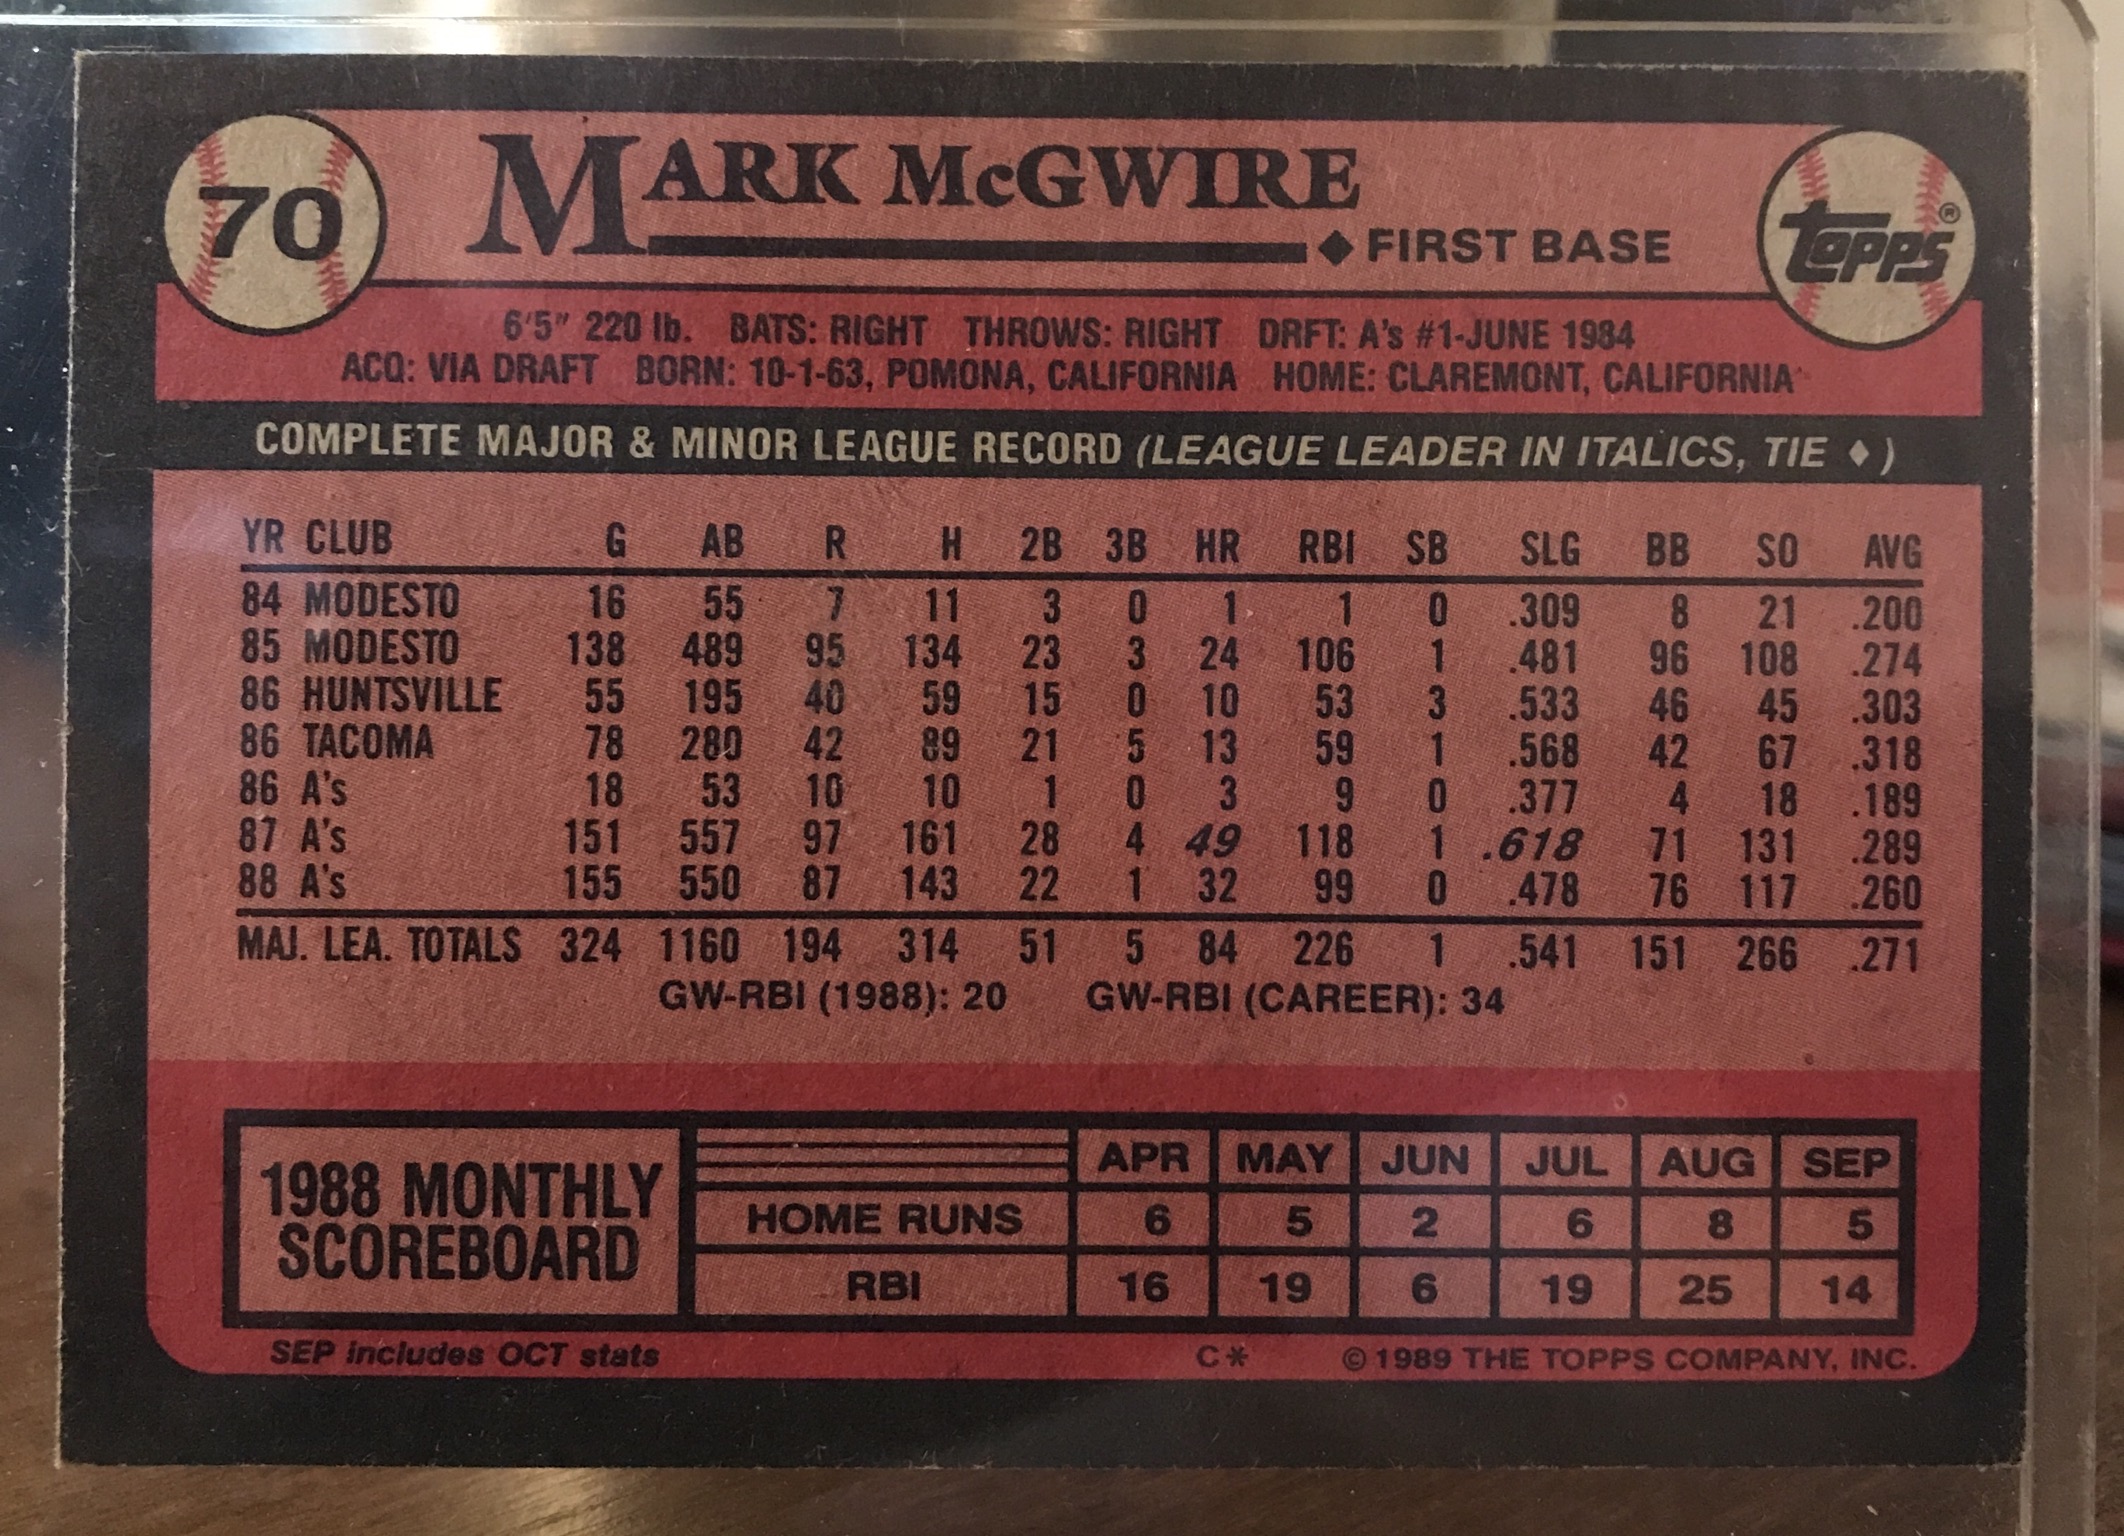 70
MARK McGWIRE
◆ FIRST BASE
TOPPS®
6'5" 220 lb. BATS: RIGHT THROWS: RIGHT DRFT: A's #1-JUNE 1984
ACQ: VIA DRAFT BORN: 10-1-63, POMONA, CALIFORNIA HOME: CLAREMONT, CALIFORNIA
COMPLETE MAJOR & MINOR LEAGUE RECORD (LEAGUE LEADER IN ITALICS, TIE ♦)
YR CLUB G AB R H 2B 3B HR RBI SB SLG BB SO AVG
84 MODESTO 16 55 7 11 3 0 1 1 0 .309 8 21 .200
85 MODESTO 138 489 95 134 23 3 24 106 1 .481 96 108 .274
86 HUNTSVILLE 55 195 40 59 15 0 10 53 3 .533 46 45 .303
86 TACOMA 78 280 42 89 21 5 13 59 1 .568 42 67 .318
86 A's 18 53 10 10 1 0 3 9 0 .377 4 18 .189
87 A's 151 557 97 161 28 4 49 118 1 .618 71 131 .289
88 A's 155 550 87 143 22 1 32 99 0 .478 76 117 .260
MAJ. LEA. TOTALS 324 1160 194 314 51 5 84 226 1 .541 151 266 .271
GW-RBI (1988): 20 GW-RBI (CAREER): 34
1988 MONTHLY
SCOREBOARD
APR MAY JUN JUL AUG SEP
HOME RUNS 6 5 2 6 8 5
RBI 16 19 6 19 25 14
SEP includes OCT stats C* © 1989 THE TOPPS COMPANY, INC.